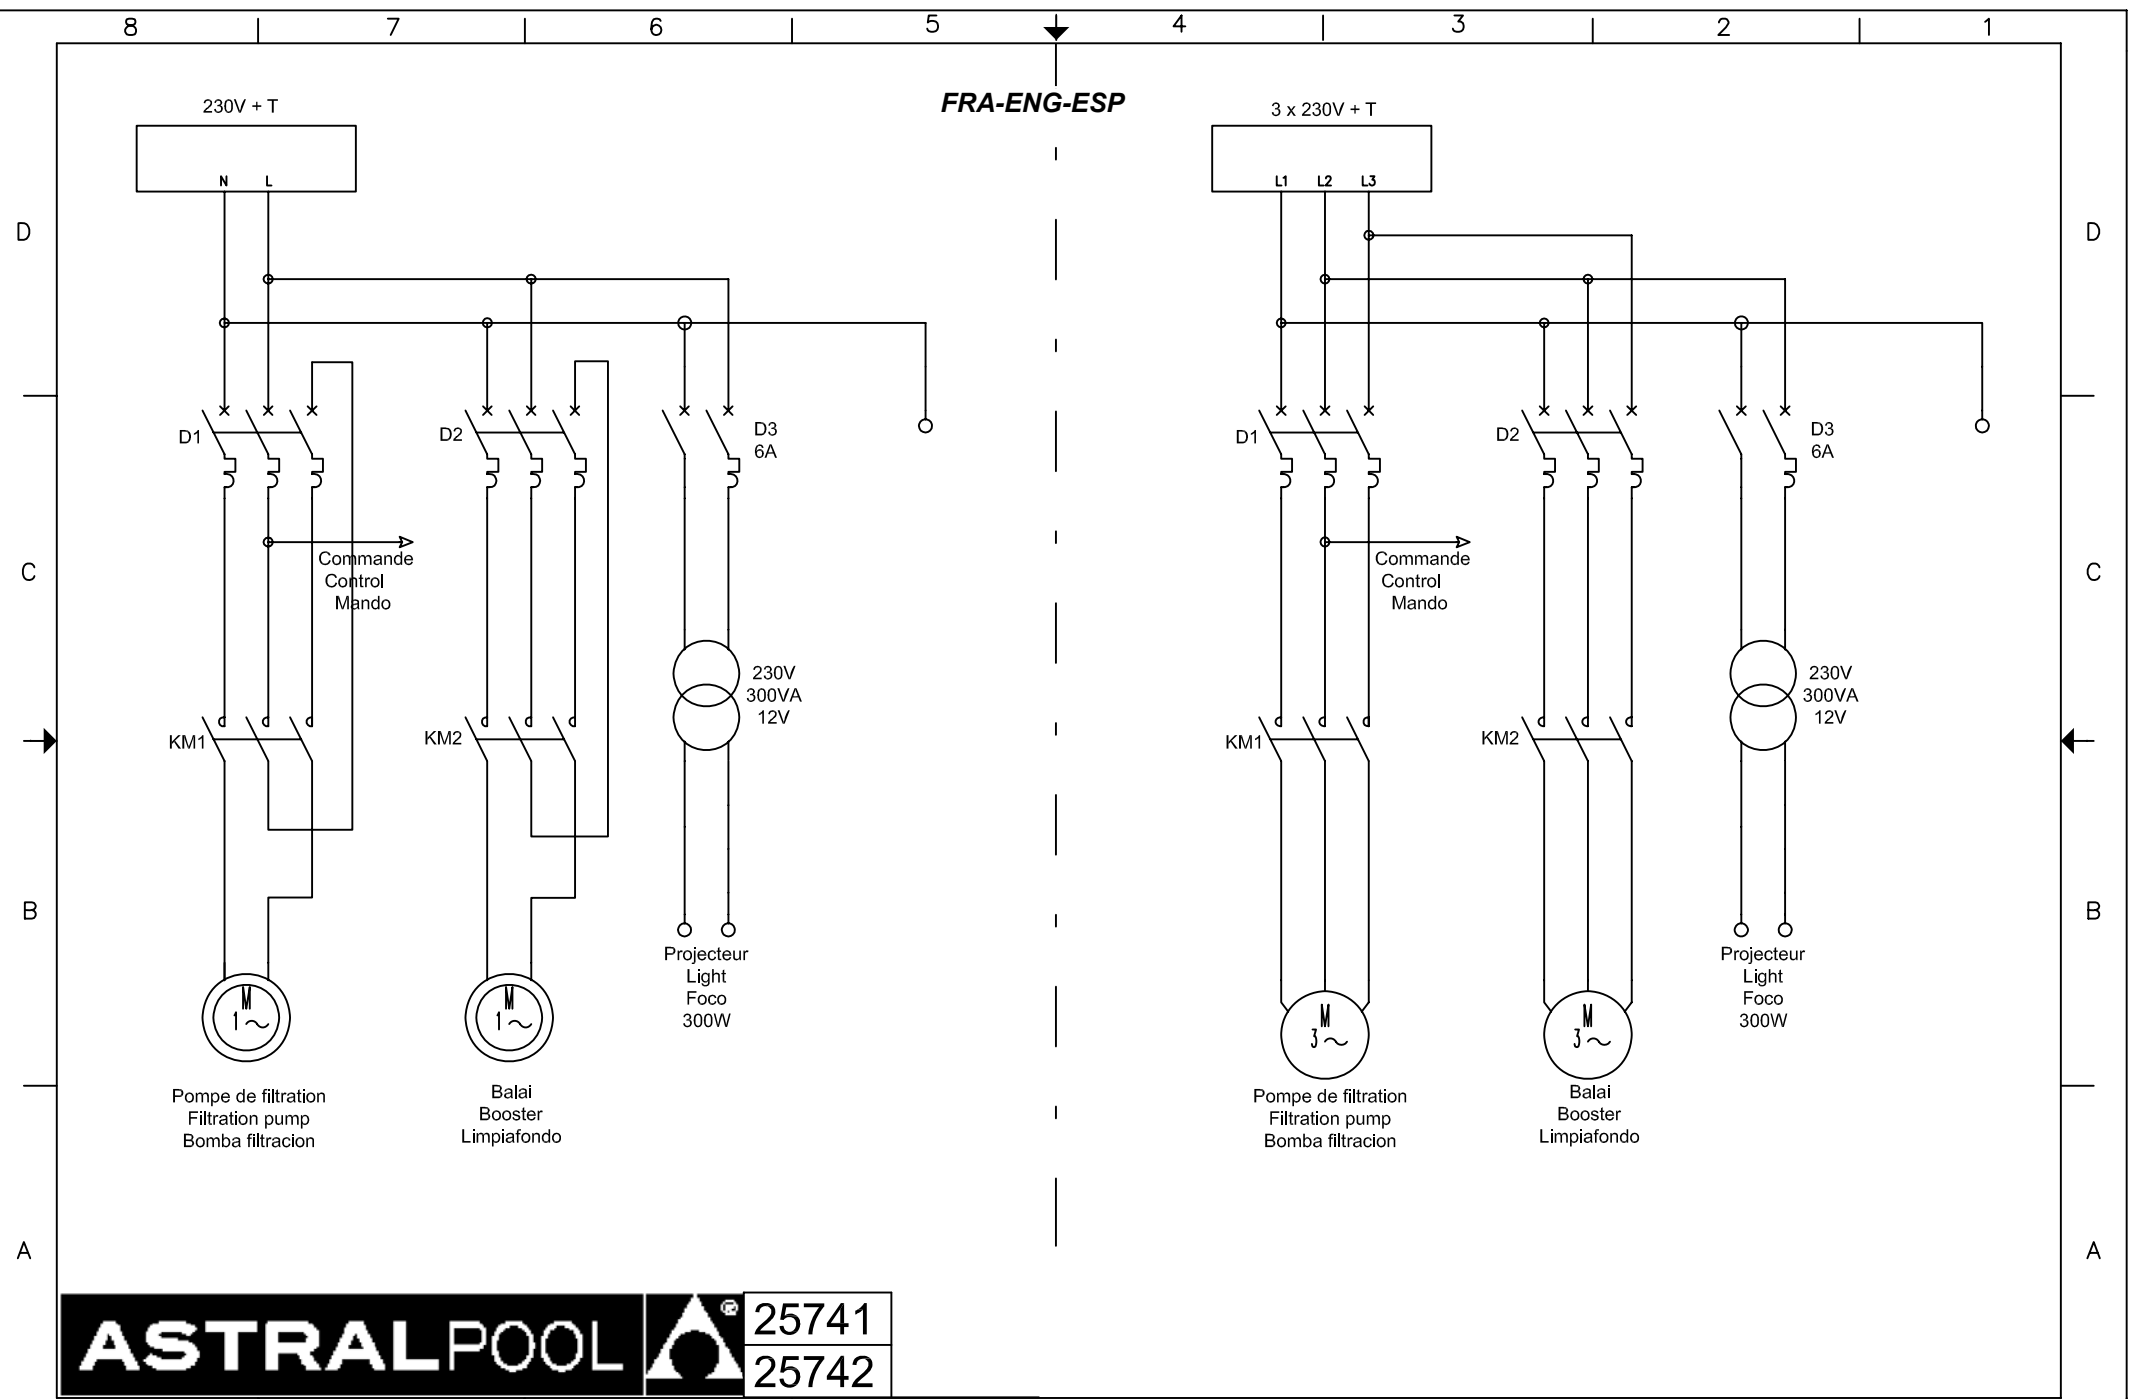 8 7 6 5 4 3 2 1
FRA-ENG-ESP
230V + T
N L
D
D1
D2
D3
6A
C
Commande
Control
Mando
230V
300VA
12V
KM1
KM2
B
Projecteur
Light
Foco
300W
M
1~
M
1~
Pompe de filtration
Filtration pump
Bomba filtracion
Balai
Booster
Limpiafondo
A
3 x 230V + T
L1 L2 L3
D
D1
D2
D3
6A
C
Commande
Control
Mando
230V
300VA
12V
KM1
KM2
B
Projecteur
Light
Foco
300W
M
3~
M
3~
Pompe de filtration
Filtration pump
Bomba filtracion
Balai
Booster
Limpiafondo
A
ASTRALPOOL ®
25741
25742